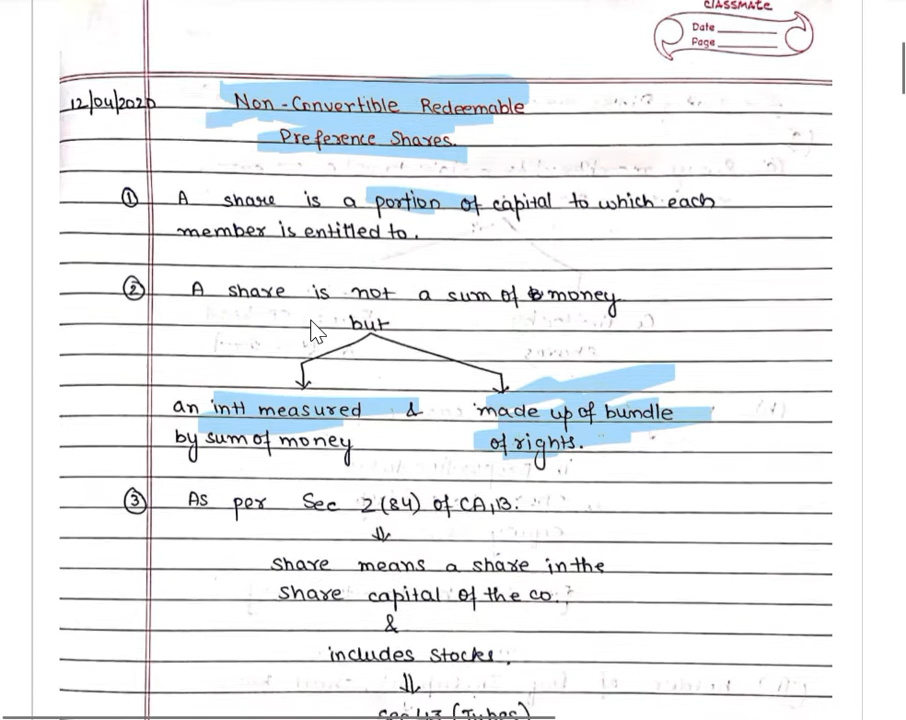 CLASSMATE
Date
Page
12/04/2020
Non-Convertible Redeemable
Preference Shares.
① A share is a portion of capital to which each
member is entitled to.
② A share is not a sum of money
but
an intt measured & made up of bundle
by sum of money of rights.
③ As per Sec 2(84) of CA,13.
⇓
Share means a share in the
share capital of the co.
&
includes stocks.
⇓
Sec 43 (Types)